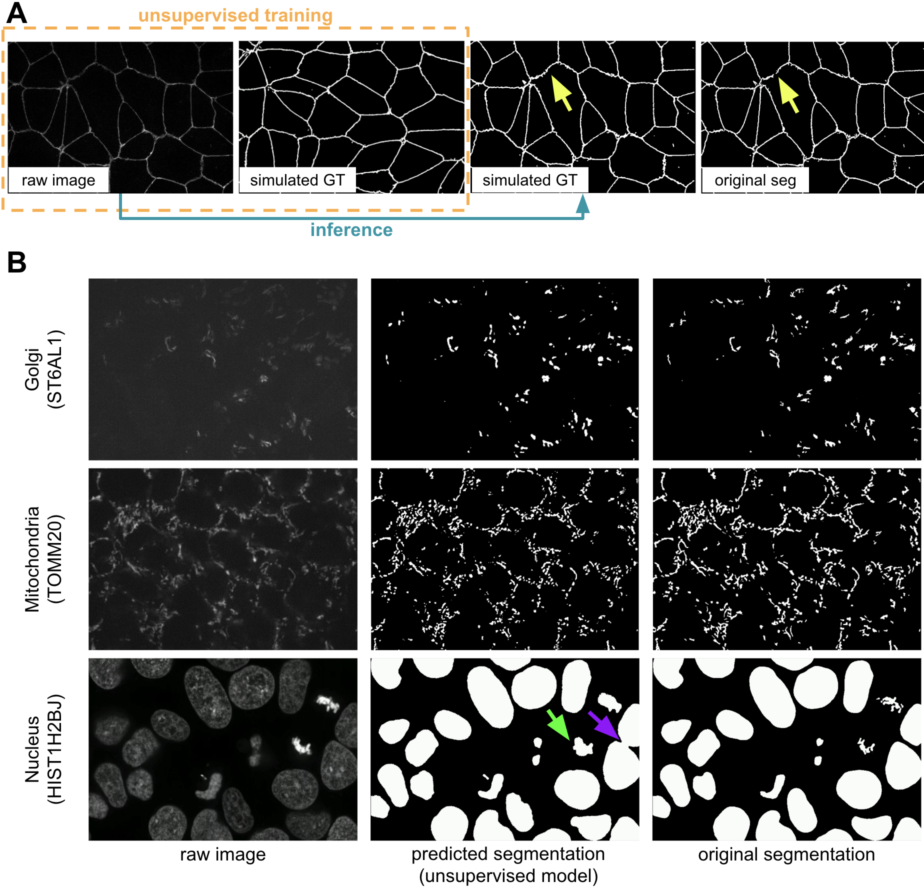 A
unsupervised training
raw image
simulated GT
simulated GT
original seg
inference
B
Golgi
(ST6AL1)
Mitochondria
(TOMM20)
Nucleus
(HIST1H2BJ)
raw image
predicted segmentation
(unsupervised model)
original segmentation